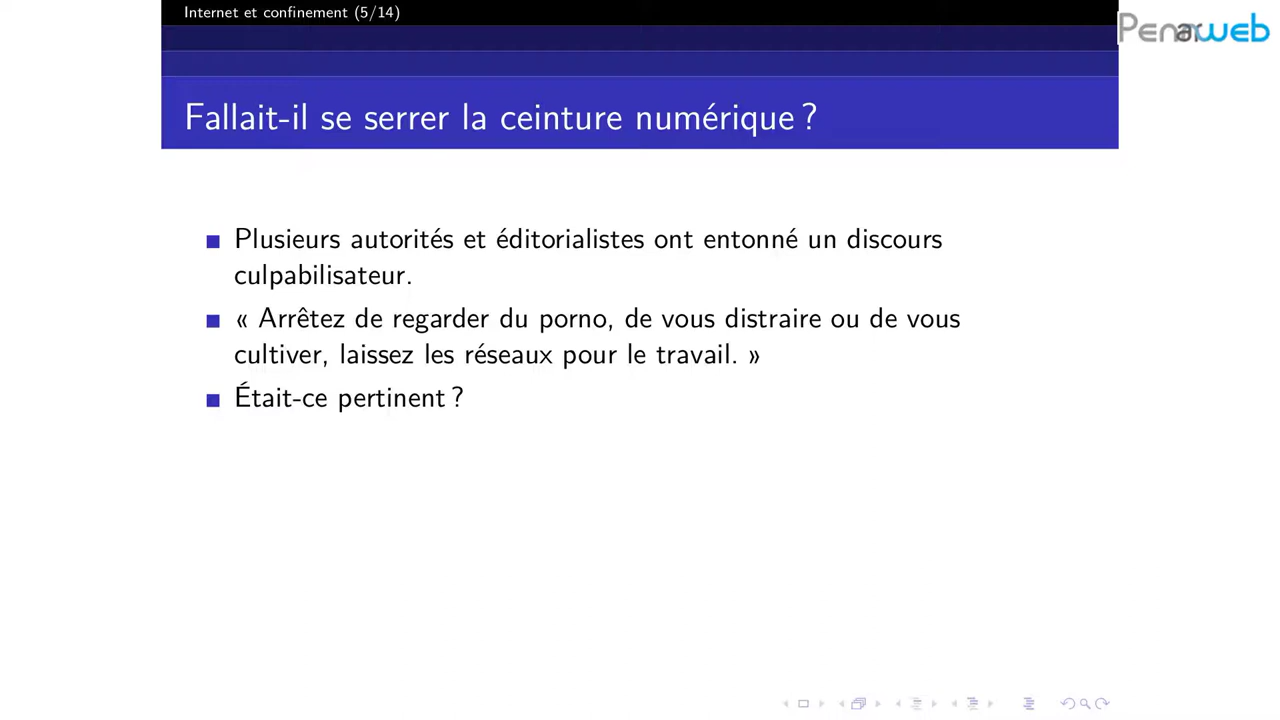 Internet et confinement (5/14)
Penarweb
Fallait-il se serrer la ceinture numérique ?
Plusieurs autorités et éditorialistes ont entonné un discours
culpabilisateur.
« Arrêtez de regarder du porno, de vous distraire ou de vous
cultiver, laissez les réseaux pour le travail. »
Était-ce pertinent ?